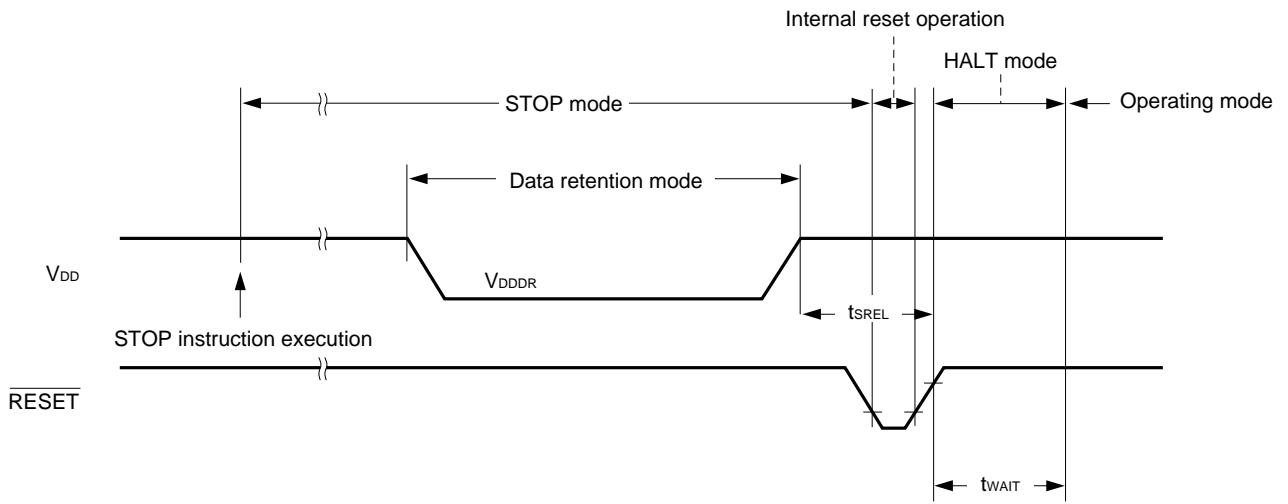 Internal reset operation
HALT mode
STOP mode
Operating mode
Data retention mode
VDD
VDDDR
tSREL
STOP instruction execution
RESET
tWAIT